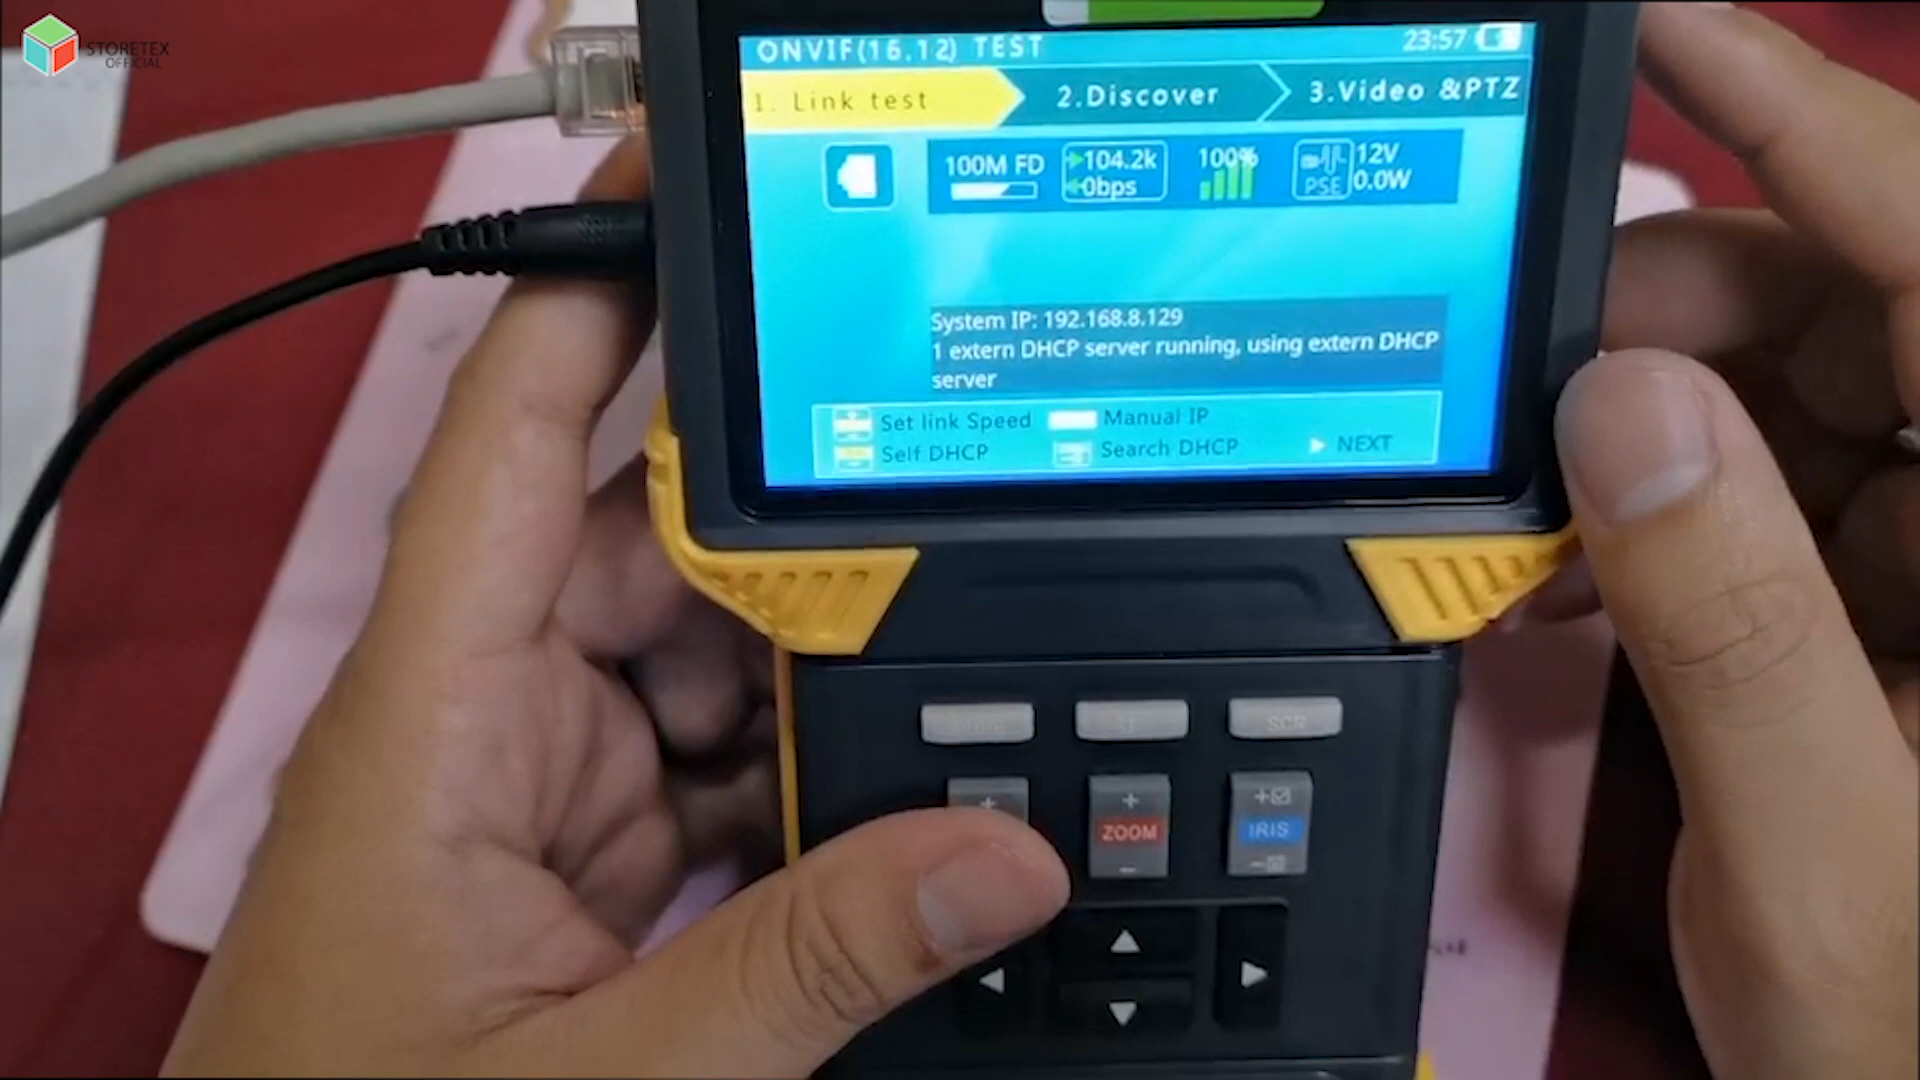 STORETEX
OFFICIAL
ONVIF(16.12) TEST
23:57
1. Link test
2.Discover
3.Video &PTZ
100M FD
104.2k
0bps
100%
PSE
12V
0.0W
System IP: 192.168.8.129
1 extern DHCP server running, using extern DHCP
server
Set link Speed
Manual IP
Self DHCP
Search DHCP
NEXT
SCR
+
+
ZOOM
-
+
IRIS
-